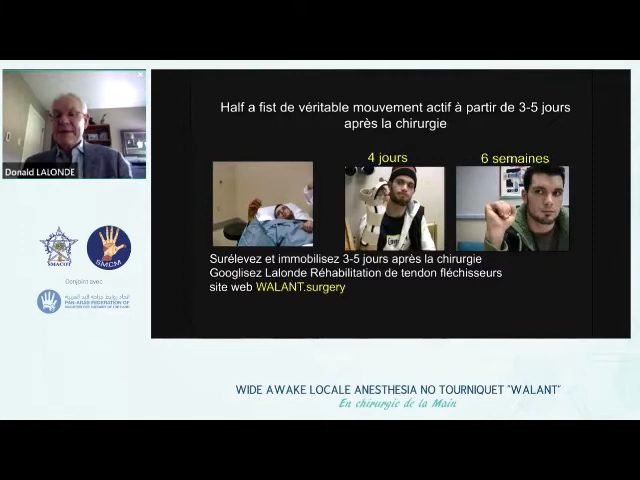 Half a fist de véritable mouvement actif à partir de 3-5 jours
après la chirurgie
4 jours
6 semaines
Donald LALONDE
Surélevez et immobilisez 3-5 jours après la chirurgie
Googlisez Lalonde Réhabilitation de tendon fléchisseurs
site web WALANT.surgery
SMACOT
SMCM
Conjoint avec
PAN-ARAB FEDERATION OF
WIDE AWAKE LOCALE ANESTHESIA NO TOURNIQUET "WALANT"
En chirurgie de la Main